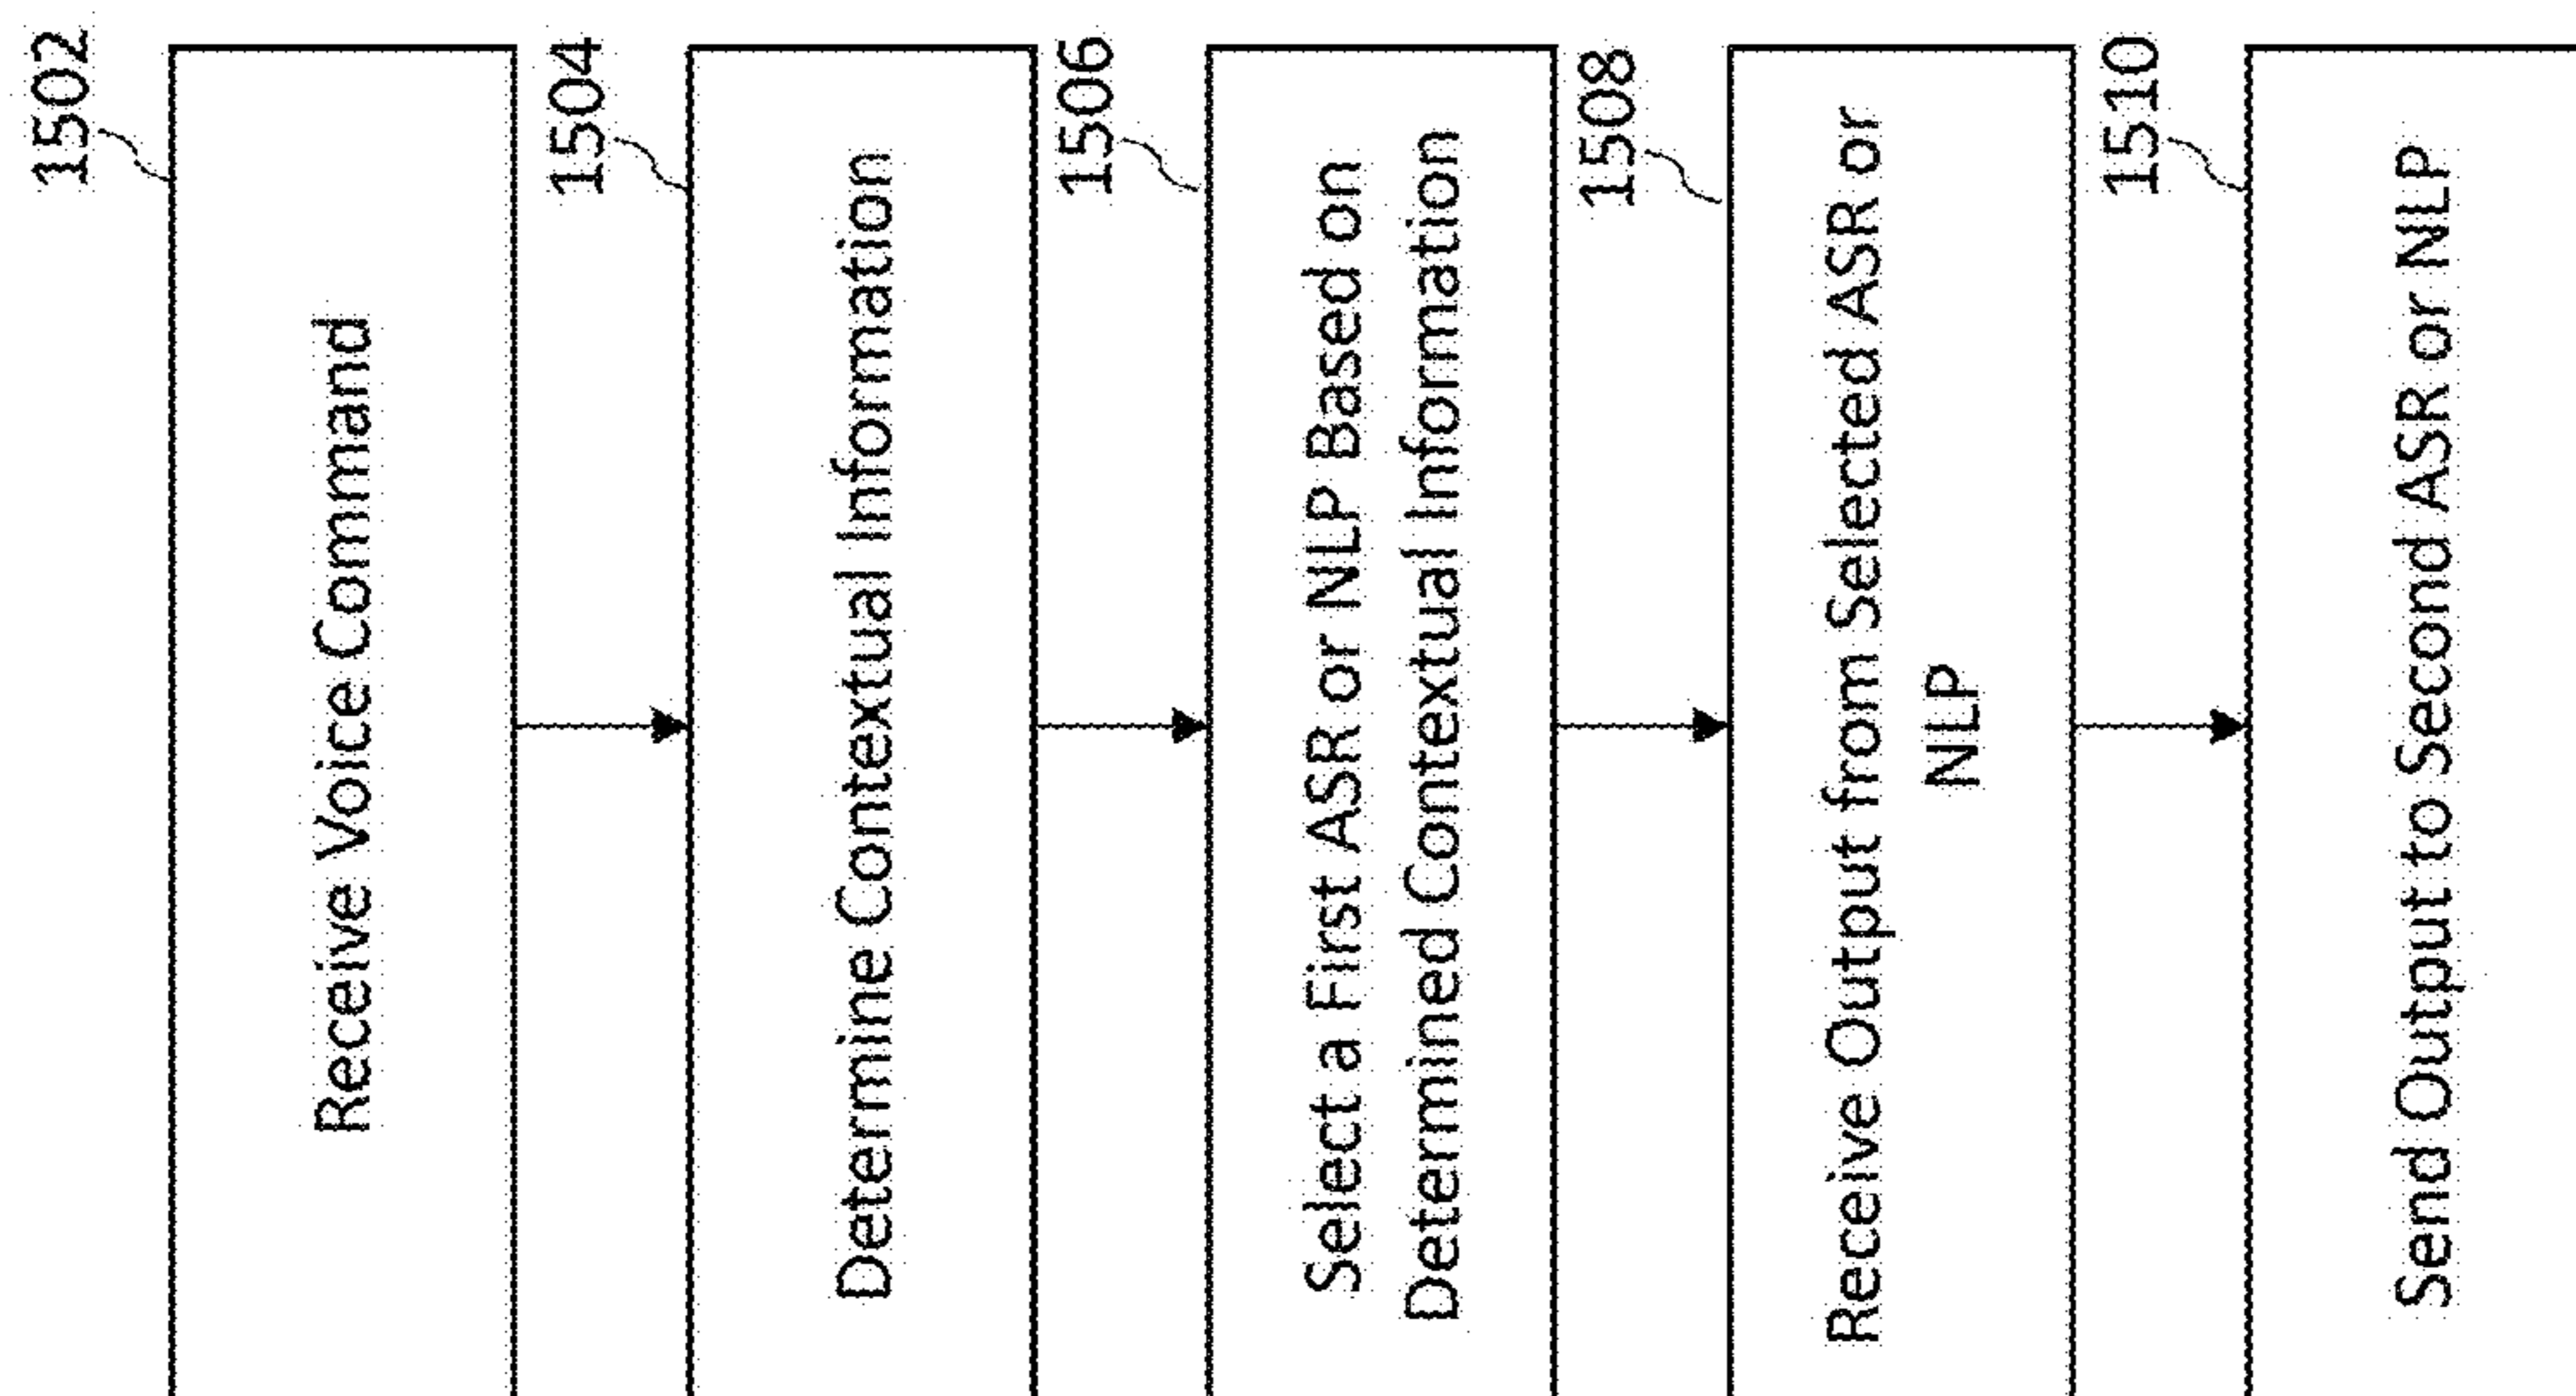 1502
Receive Voice Command
1504
Determine Contextual Information
1506
Select a First ASR or NLP Based on
Determined Contextual Information
1508
Receive Output from Selected ASR or
NLP
1510
Send Output to Second ASR or NLP